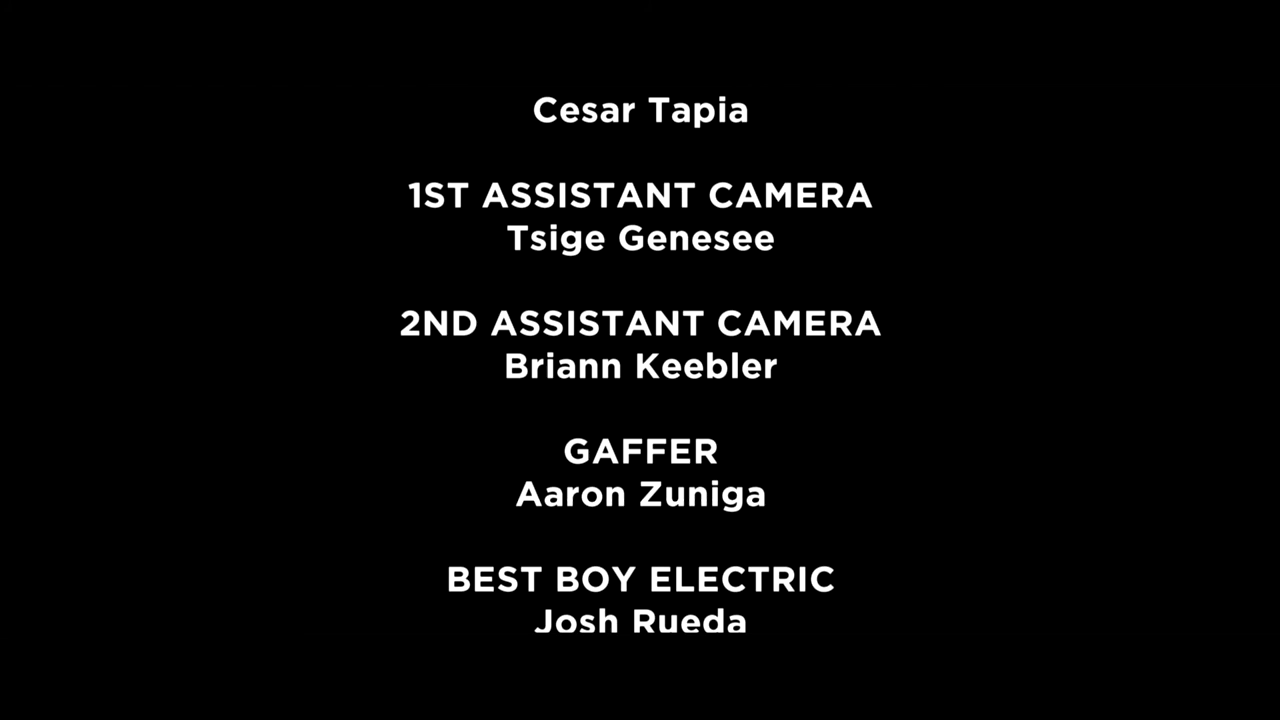 Cesar Tapia
1ST ASSISTANT CAMERA
Tsige Genesee
2ND ASSISTANT CAMERA
Briann Keebler
GAFFER
Aaron Zuniga
BEST BOY ELECTRIC
Josh Rueda